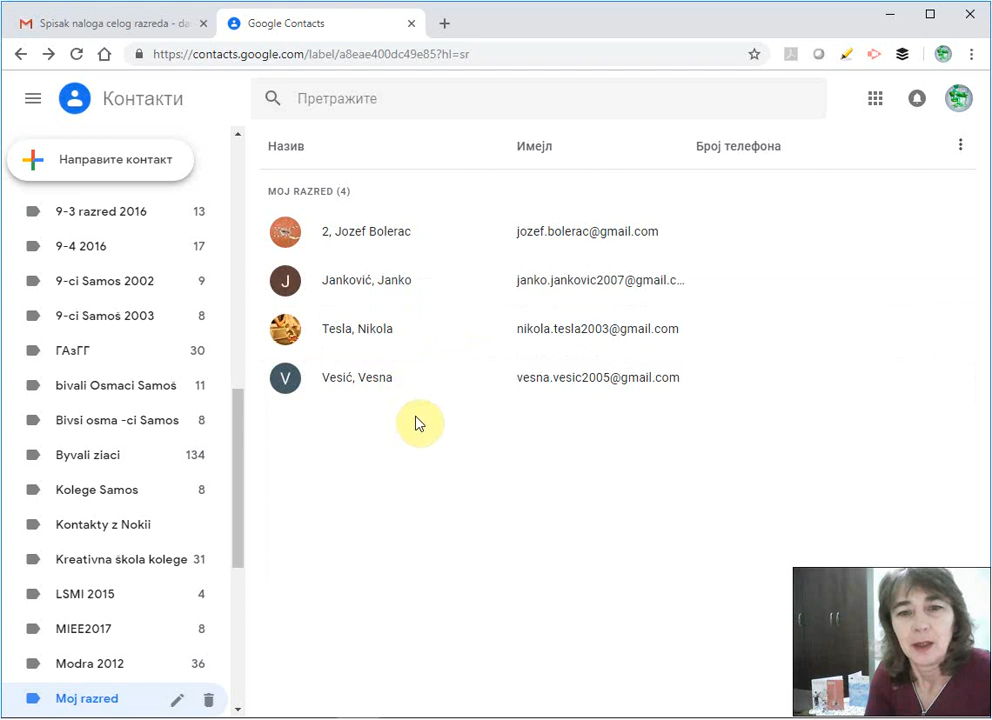 Spisak naloga celog razreda - da
Google Contacts
https://contacts.google.com/label/a8eae400dc49e85?hl=sr
Контакти
Претражите
Направите контакт
Назив
Имејл
Број телефона
MOJ RAZRED (4)
2, Jozef Bolerac
jozef.bolerac@gmail.com
J
Janković, Janko
janko.jankovic2007@gmail.c...
Tesla, Nikola
nikola.tesla2003@gmail.com
V
Vesić, Vesna
vesna.vesic2005@gmail.com
9-3 razred 2016 13
9-4 2016 17
9-ci Samos 2002 9
9-ci Samoš 2003 8
ГАзГГ 30
bivali Osmaci Samoš 11
Bivsi osma -ci Samos 8
Byvali ziaci 134
Kolege Samos 8
Kontakty z Nokii
Kreativna škola kolege 31
LSMI 2015 4
MIEE2017 8
Modra 2012 36
Moj razred